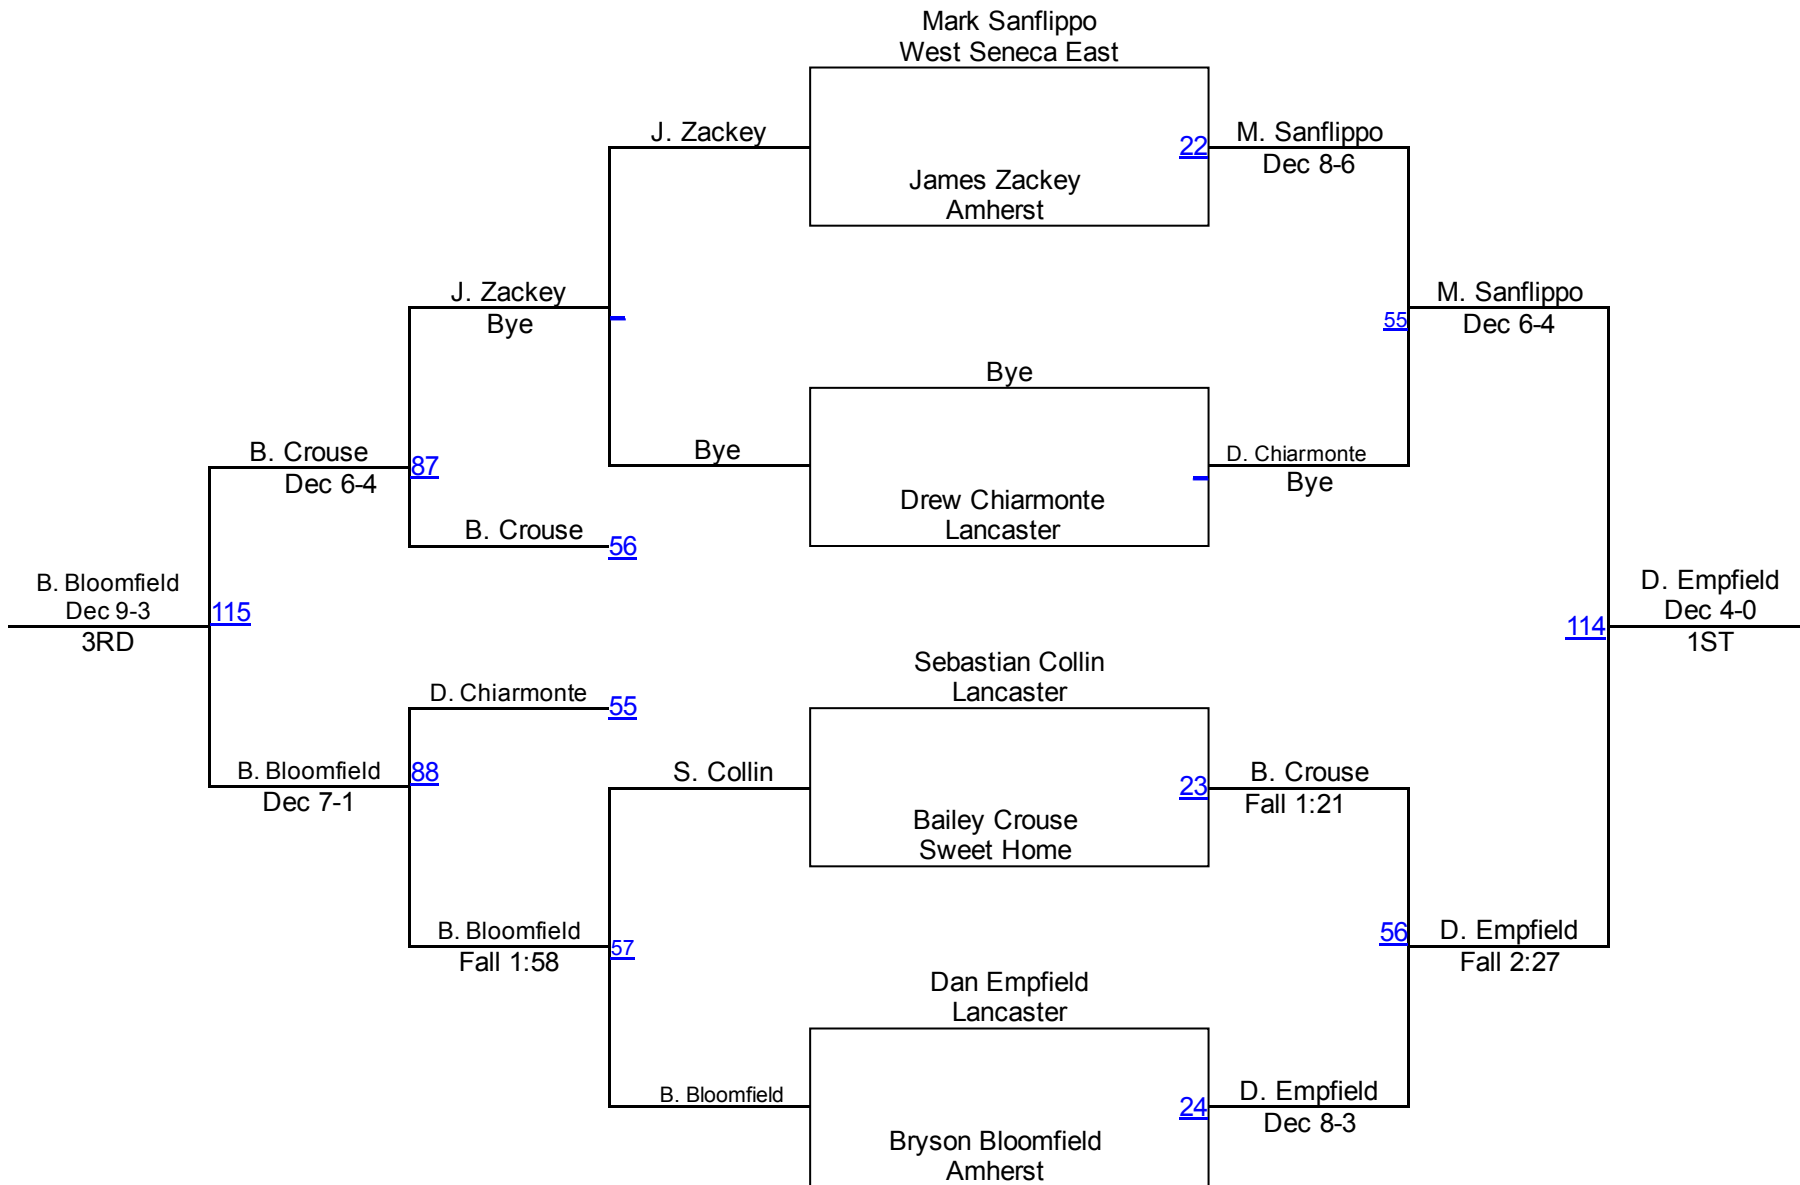 Mark Sanflippo
West Seneca East
J. Zackey
22
M. Sanflippo
Dec 8-6
James Zackey
Amherst
J. Zackey
Bye
M. Sanflippo
55
Dec 6-4
Bye
B. Crouse
Dec 6-4
87
Bye
D. Chiarmonte
Bye
Drew Chiarmonte
Lancaster
B. Crouse
56
B. Bloomfield
Dec 9-3
3RD
115
D. Empfield
Dec 4-0
1ST
114
Sebastian Collin
Lancaster
D. Chiarmonte
55
B. Bloomfield
Dec 7-1
88
S. Collin
23
B. Crouse
Fall 1:21
Bailey Crouse
Sweet Home
B. Bloomfield
Fall 1:58
57
56
D. Empfield
Fall 2:27
Dan Empfield
Lancaster
B. Bloomfield
24
D. Empfield
Dec 8-3
Bryson Bloomfield
Amherst